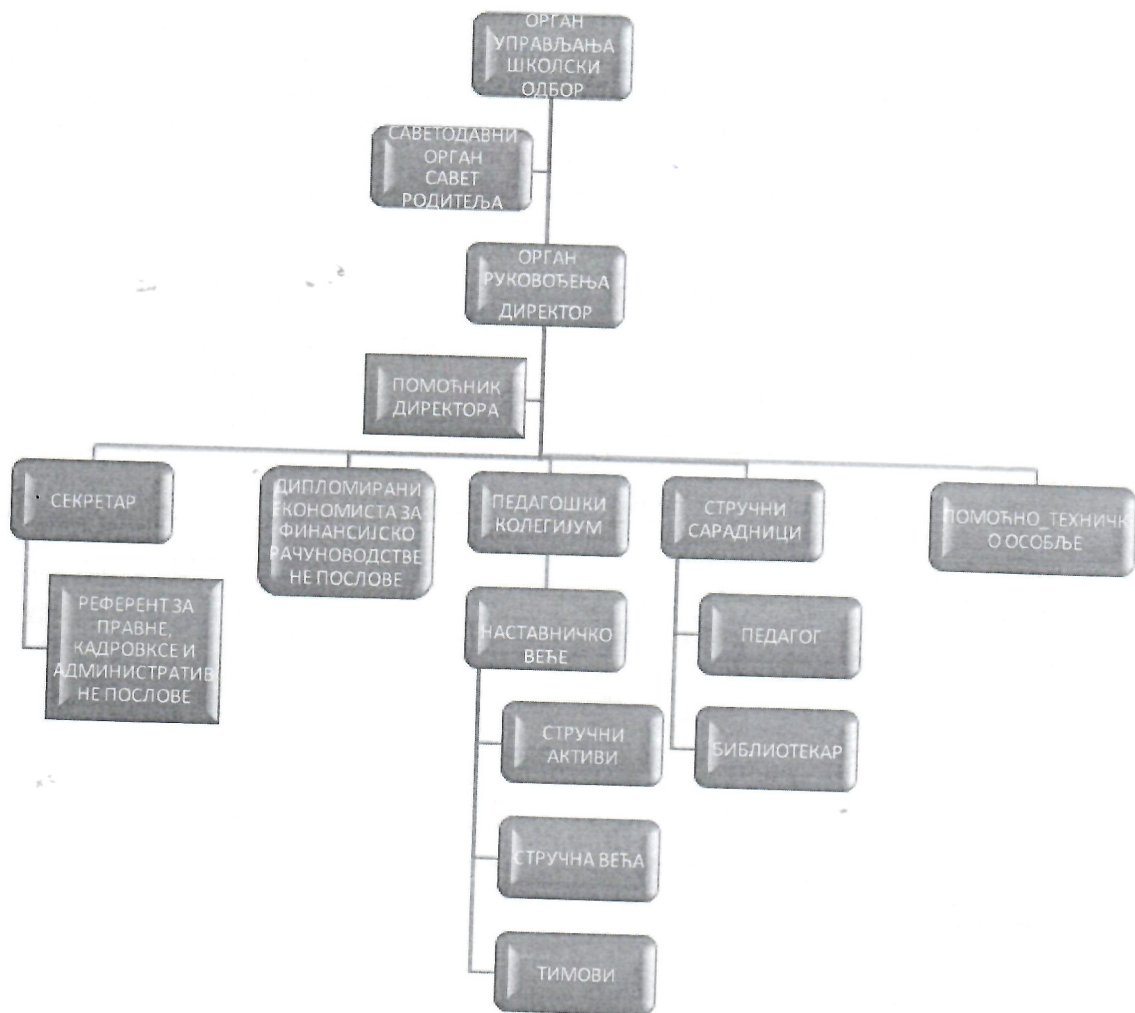 ОРГАН
УПРАВЉАЊА
ШКОЛСКИ
ОДБОР
САВЕТОДАВНИ
ОРГАН
САВЕТ
РОДИТЕЉА
ОРГАН
РУКОВОЂЕЊА
ДИРЕКТОР
ПОМОЋНИК
ДИРЕКТОРА
СЕКРЕТАР
РЕФЕРЕНТ ЗА
ПРАВНЕ,
КАДРОВКСЕ И
АДМИНИСТРАТИВ
НЕ ПОСЛОВЕ
ДИПЛОМИРАНИ
ЕКОНОМИСТА ЗА
ФИНАНСИЈСКО
РАЧУНОВОДСТВЕ
НЕ ПОСЛОВЕ
ПЕДАГОШКИ
КОЛЕГИЈУМ
НАСТАВНИЧКО
ВЕЋЕ
СТРУЧНИ
АКТИВИ
СТРУЧНА ВЕЋА
ТИМОВИ
СТРУЧНИ
САРАДНИЦИ
ПЕДАГОГ
БИБЛИОТЕКАР
ПОМОЋНО_ТЕХНИЧК
О ОСОБЉЕ